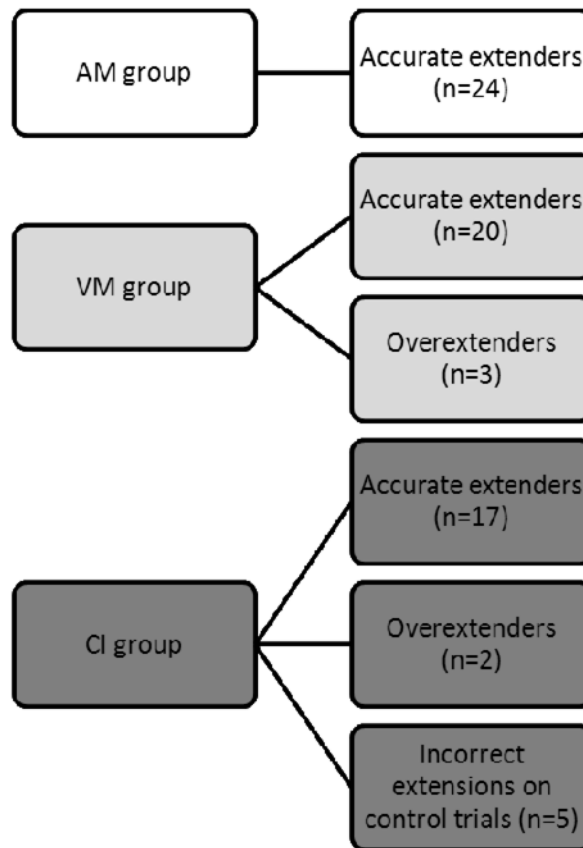 AM group
Accurate extenders
(n=24)
VM group
Accurate extenders
(n=20)
Overextenders
(n=3)
CI group
Accurate extenders
(n=17)
Overextenders
(n=2)
Incorrect
extensions on
control trials (n=5)